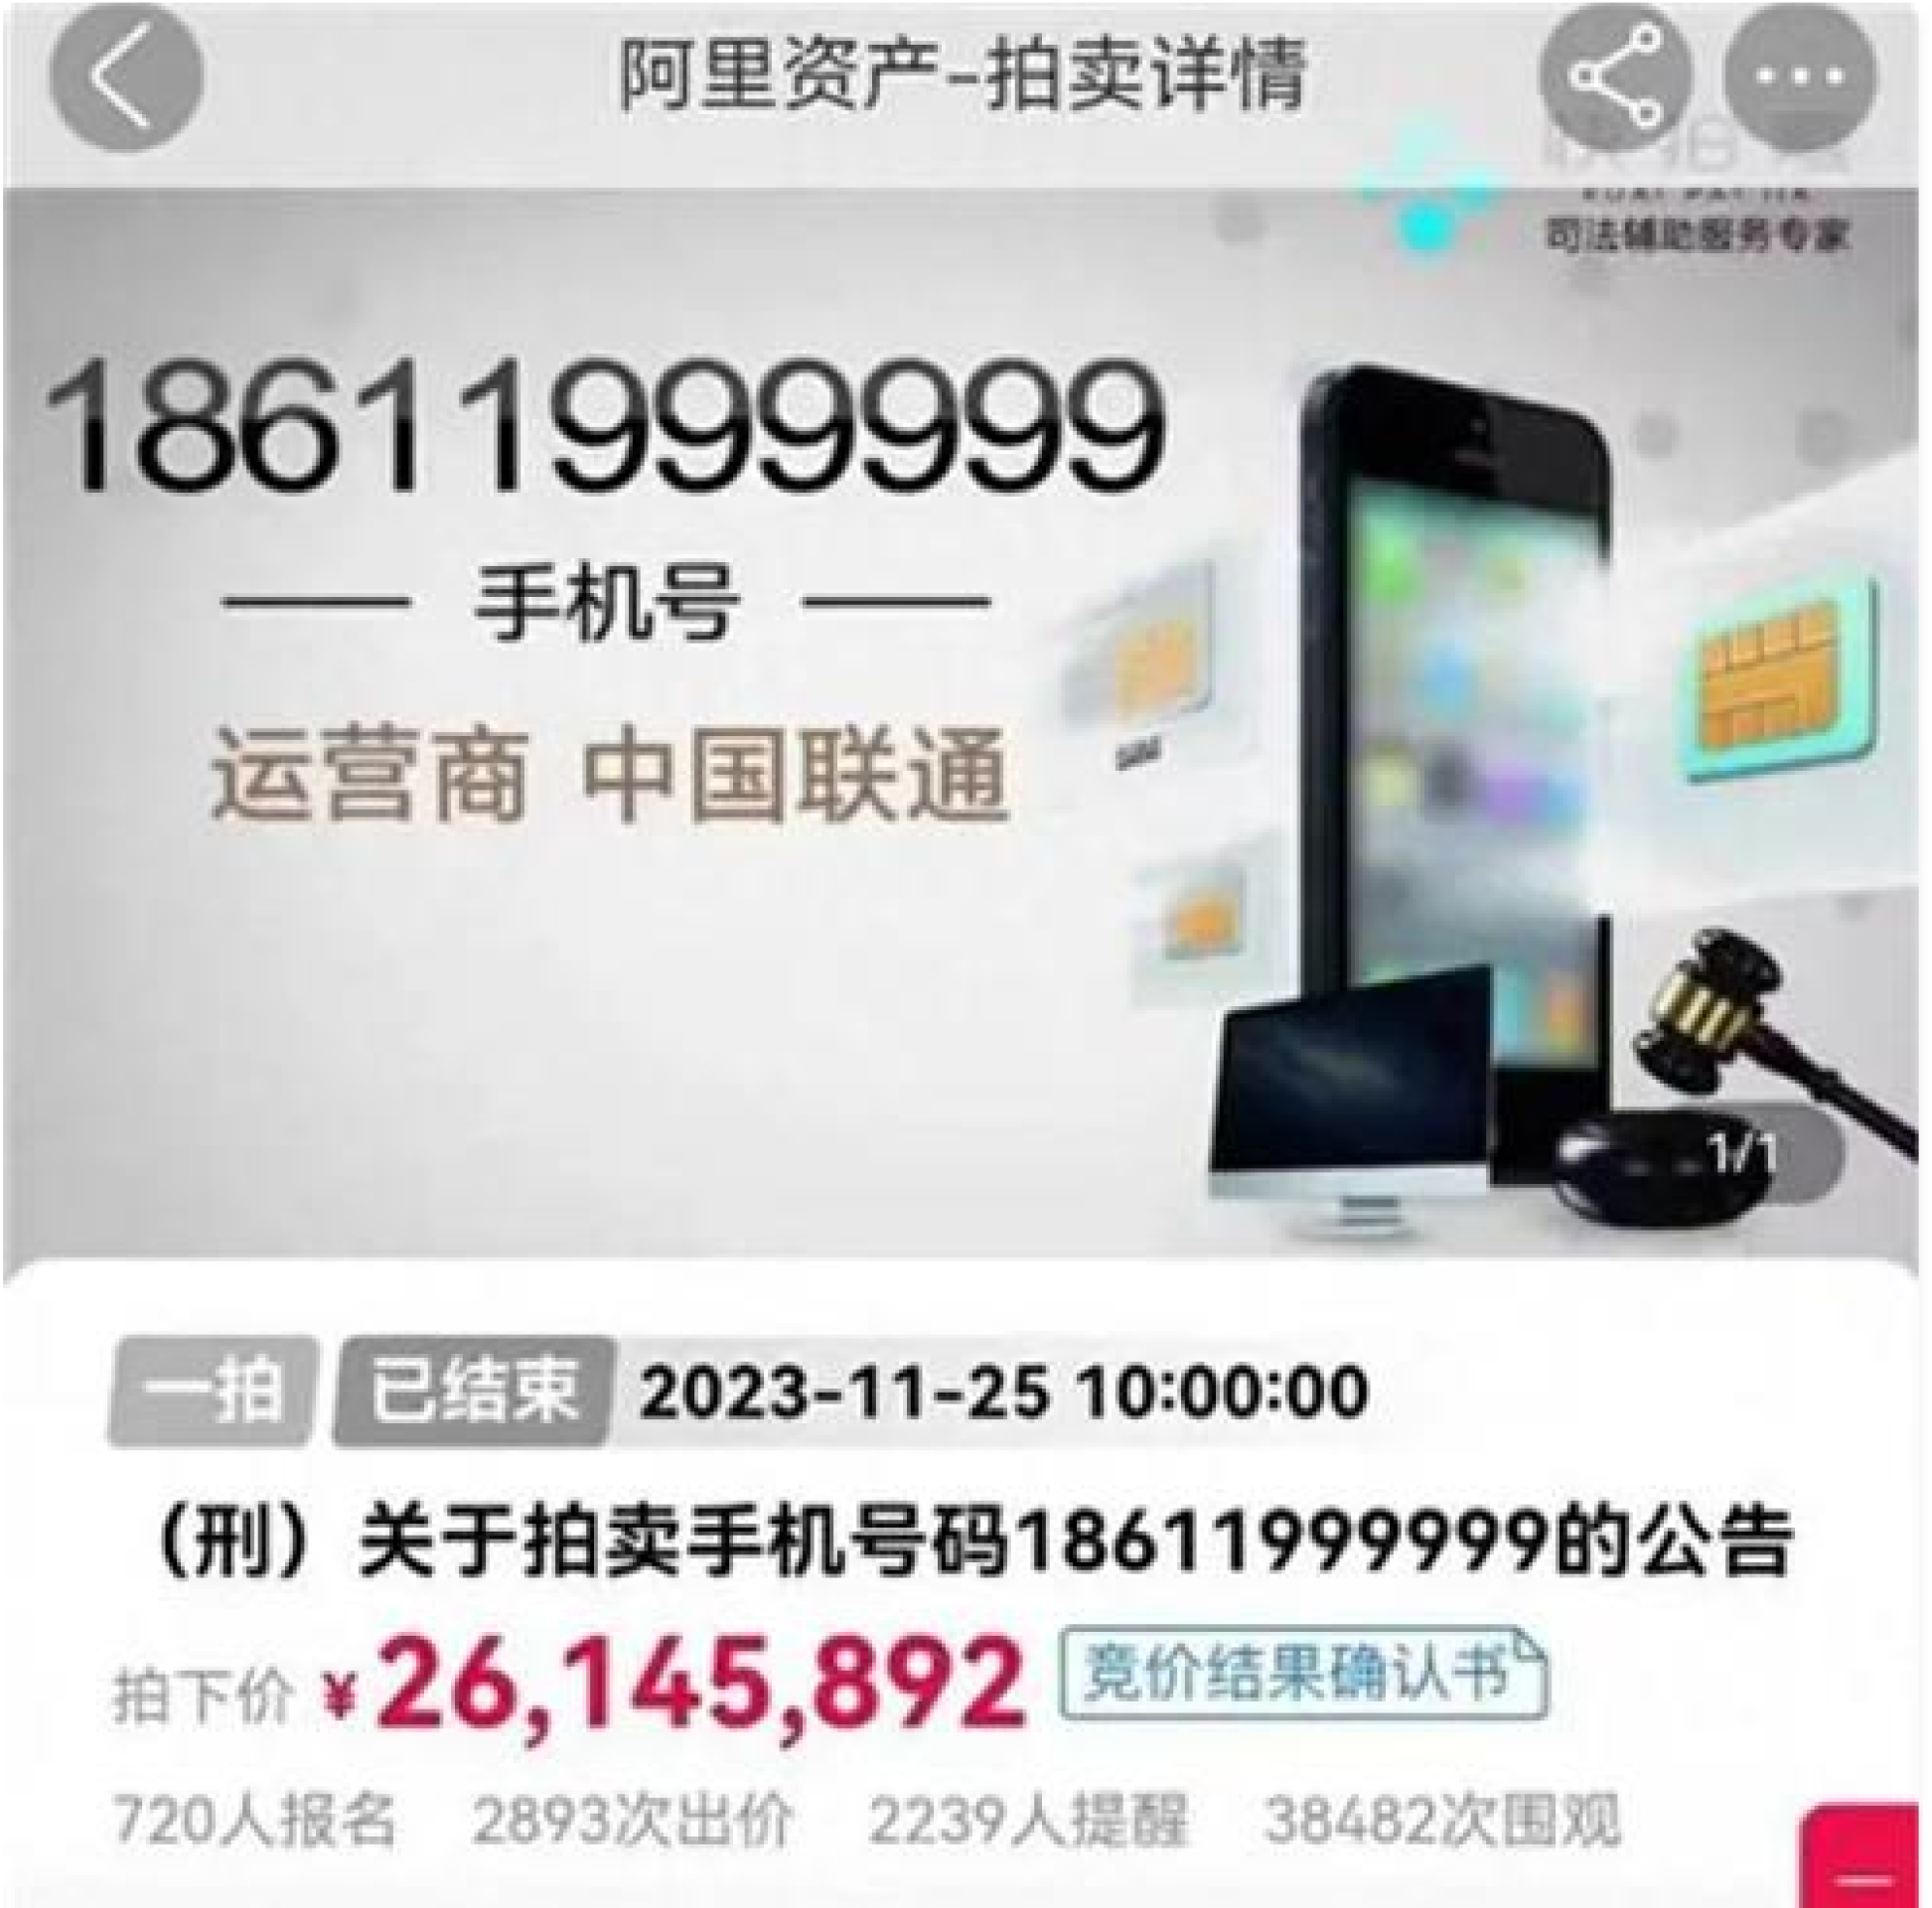 阿里资产-拍卖详情
司法辅助服务专家
18611999999
手机号
运营商 中国联通
1/1
一拍 已结束 2023-11-25 10:00:00
（刑）关于拍卖手机号码18611999999的公告
拍下价 ¥26,145,892 竞价结果确认书
720人报名 2893次出价 2239人提醒 38482次围观